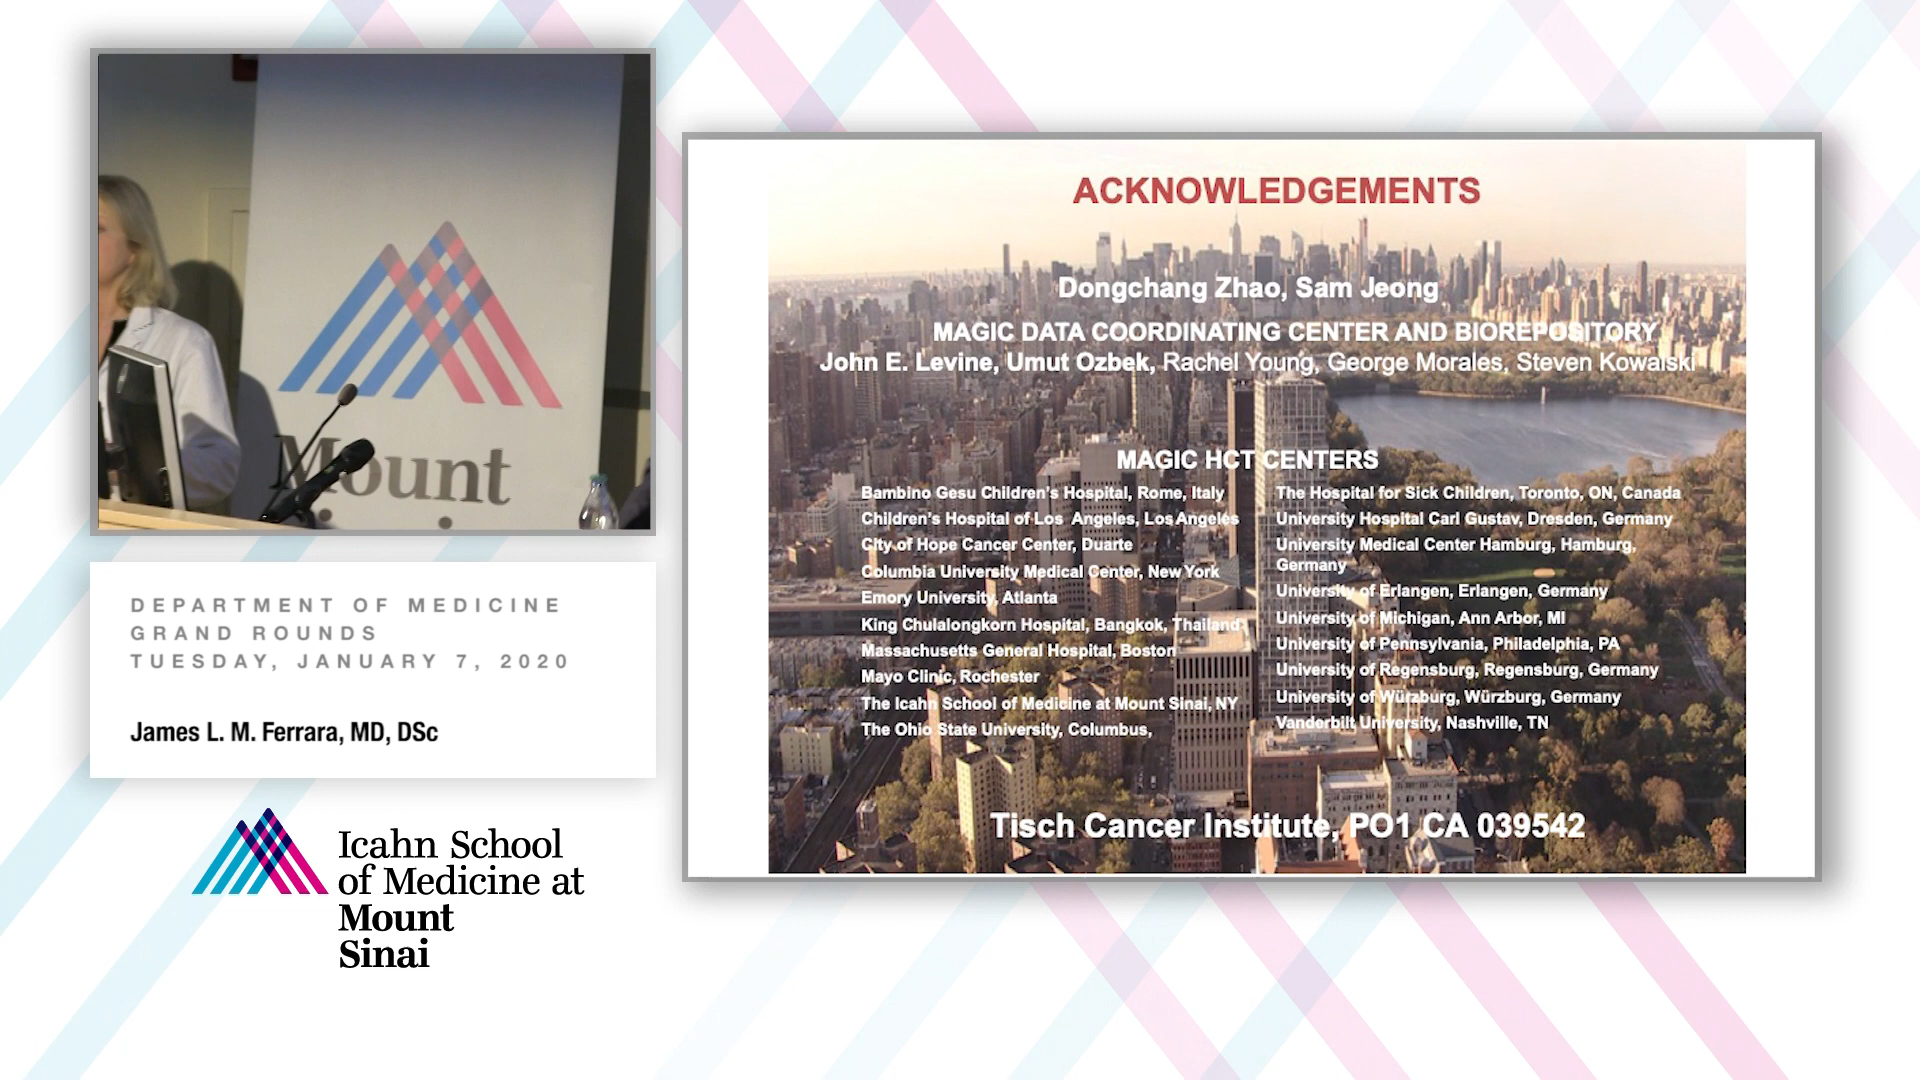 Mount
DEPARTMENT OF MEDICINE
GRAND ROUNDS
TUESDAY, JANUARY 7, 2020
James L. M. Ferrara, MD, DSc
Icahn School
of Medicine at
Mount
Sinai
ACKNOWLEDGEMENTS
Dongchang Zhao, Sam Jeong
MAGIC DATA COORDINATING CENTER AND BIOREPOSITORY
John E. Levine, Umut Ozbek, Rachel Young, George Morales, Steven Kowalski
MAGIC HCT CENTERS
Bambino Gesu Children's Hospital, Rome, Italy
Children's Hospital of Los Angeles, Los Angeles
City of Hope Cancer Center, Duarte
Columbia University Medical Center, New York
Emory University, Atlanta
King Chulalongkorn Hospital, Bangkok, Thailand
Massachusetts General Hospital, Boston
Mayo Clinic, Rochester
The Icahn School of Medicine at Mount Sinai, NY
The Ohio State University, Columbus,
The Hospital for Sick Children, Toronto, ON, Canada
University Hospital Carl Gustav, Dresden, Germany
University Medical Center Hamburg, Hamburg,
Germany
University of Erlangen, Erlangen, Germany
University of Michigan, Ann Arbor, MI
University of Pennsylvania, Philadelphia, PA
University of Regensburg, Regensburg, Germany
University of Würzburg, Würzburg, Germany
Vanderbilt University, Nashville, TN
Tisch Cancer Institute, PO1 CA 039542